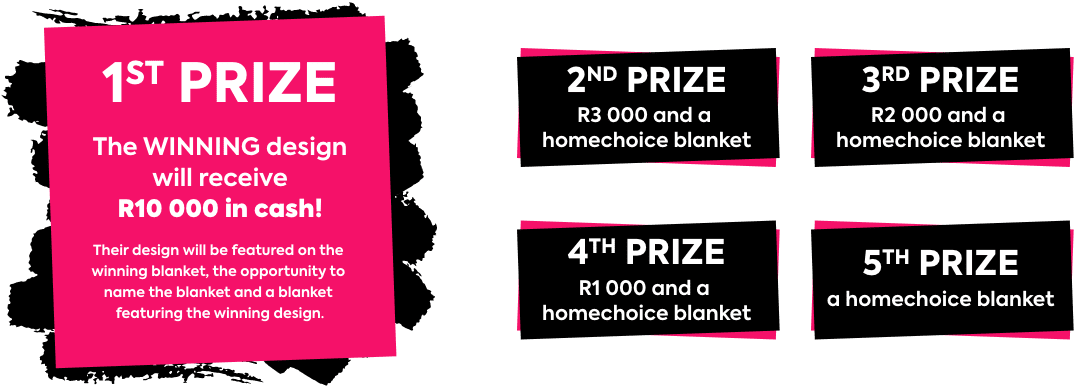 1ST PRIZE
The WINNING design
will receive
R10 000 in cash!
Their design will be featured on the
winning blanket, the opportunity to
name the blanket and a blanket
featuring the winning design.
2ND PRIZE
R3 000 and a
homechoice blanket
3RD PRIZE
R2 000 and a
homechoice blanket
4TH PRIZE
R1 000 and a
homechoice blanket
5TH PRIZE
a homechoice blanket